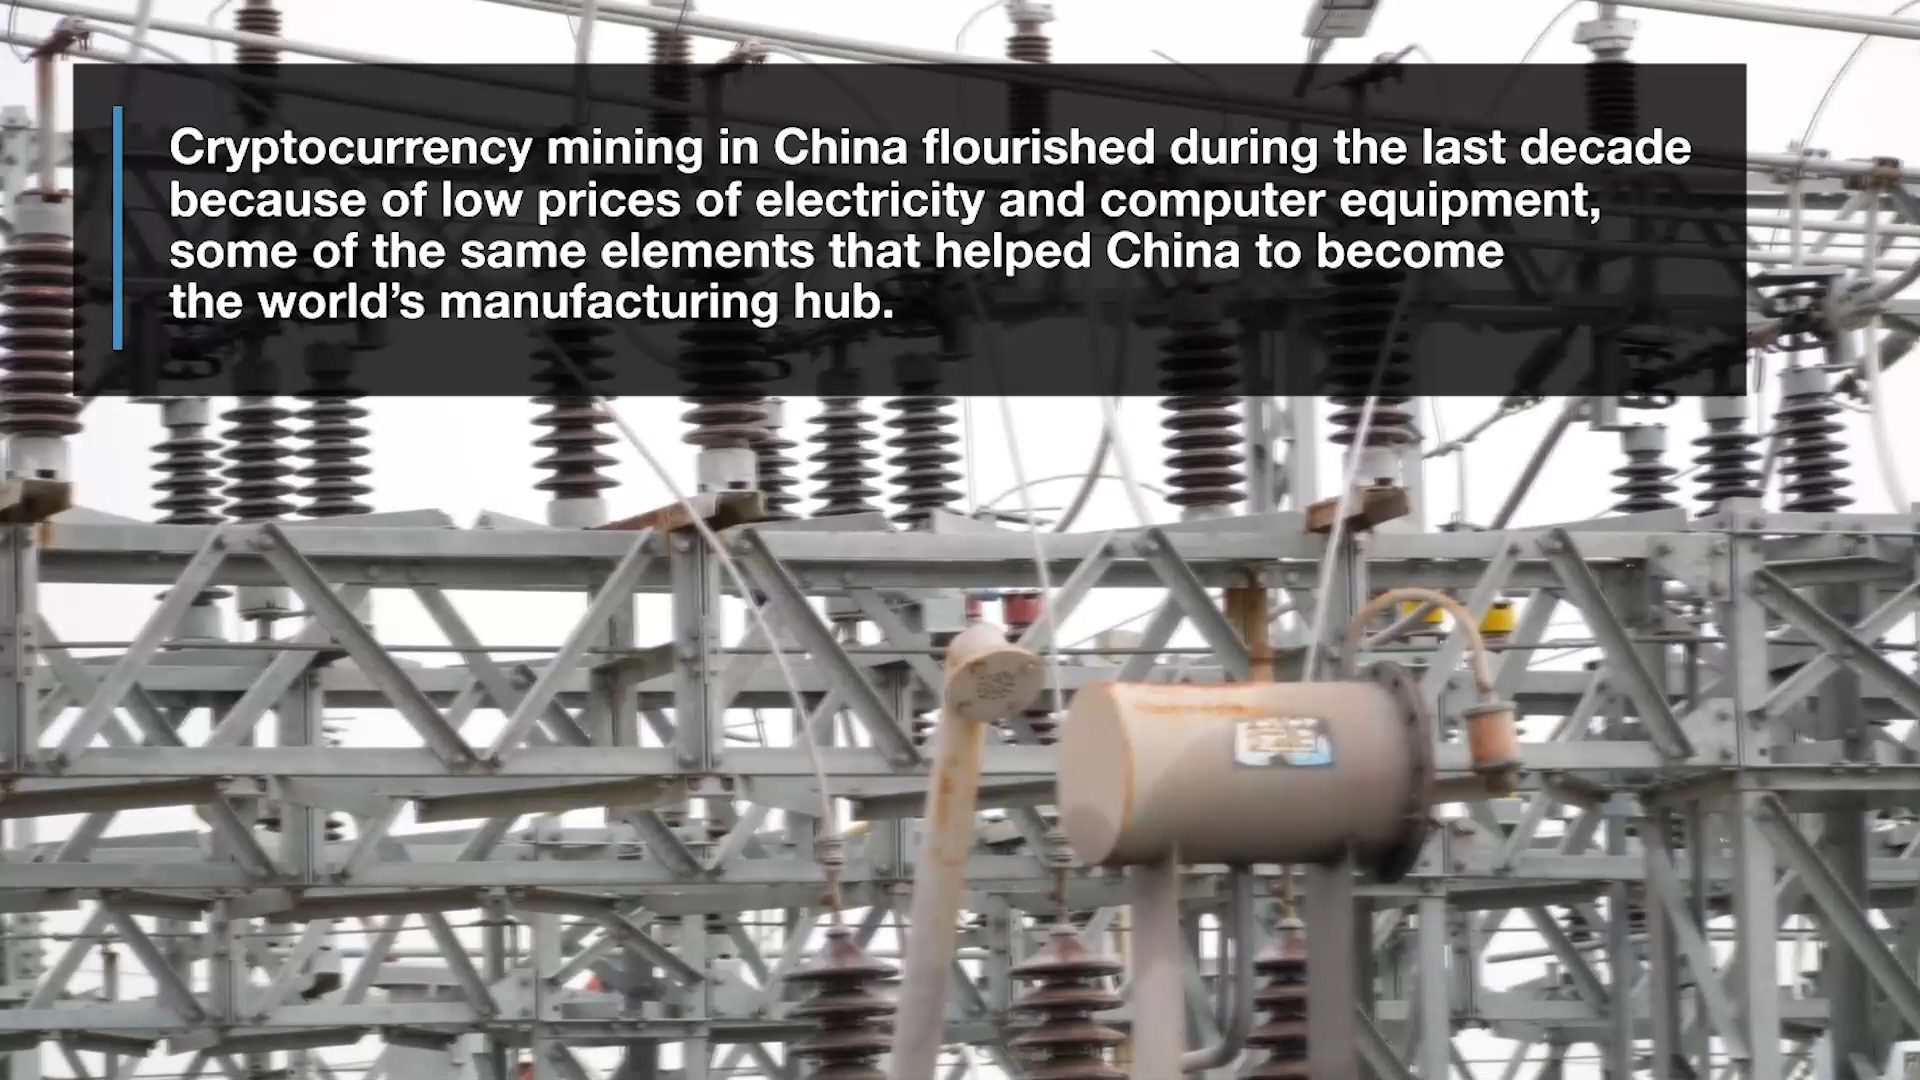 Cryptocurrency mining in China flourished during the last decade
because of low prices of electricity and computer equipment,
some of the same elements that helped China to become
the world’s manufacturing hub.